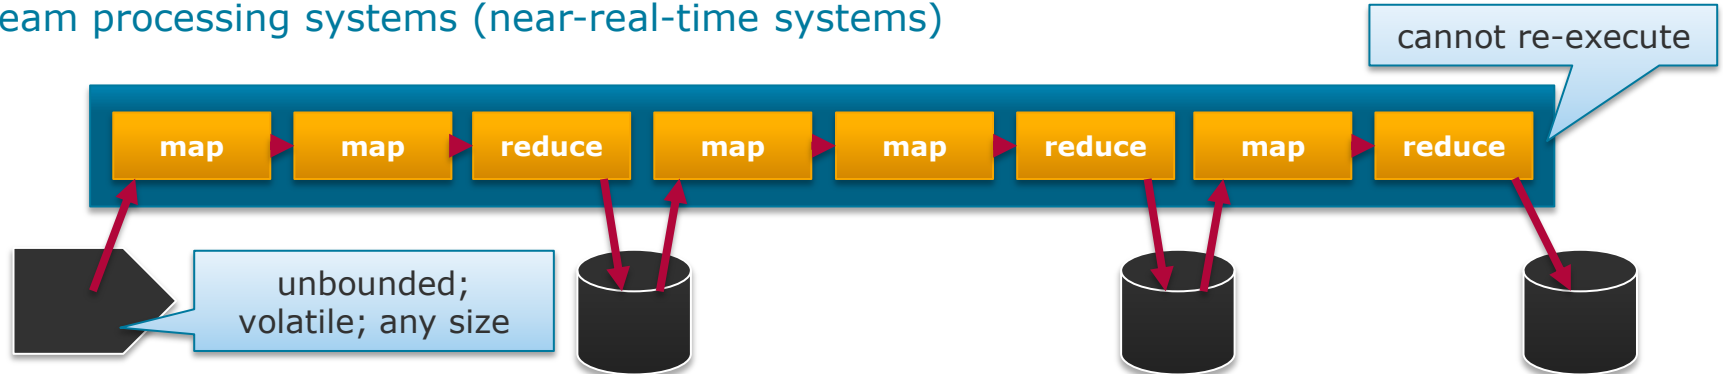 eam processing systems (near-real-time systems)
cannot re-execute
map map reduce map map reduce map reduce
unbounded;
volatile; any size